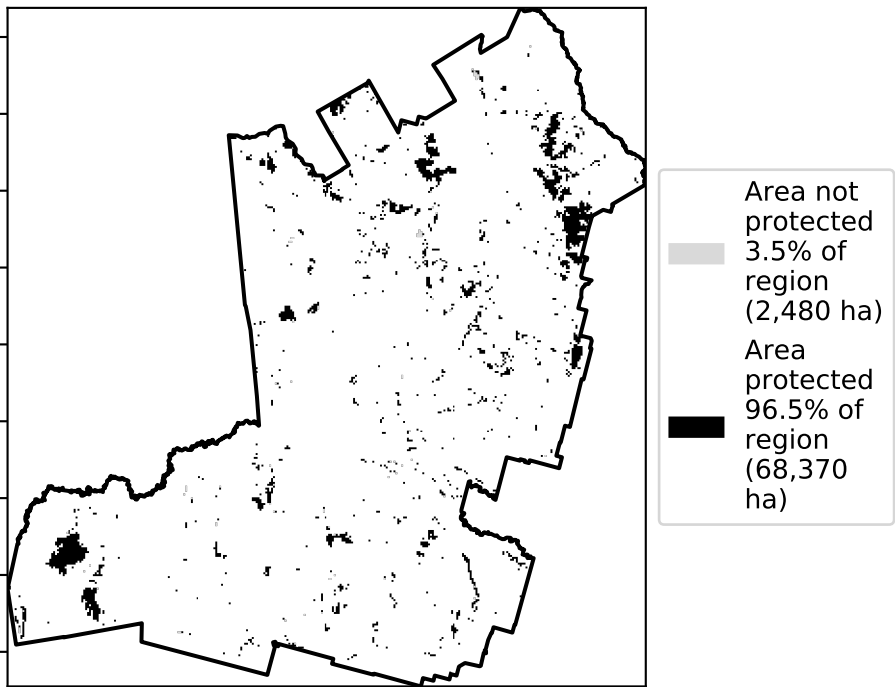 Area not
protected
3.5% of
region
(2,480 ha)
Area
protected
96.5% of
region
(68,370
ha)